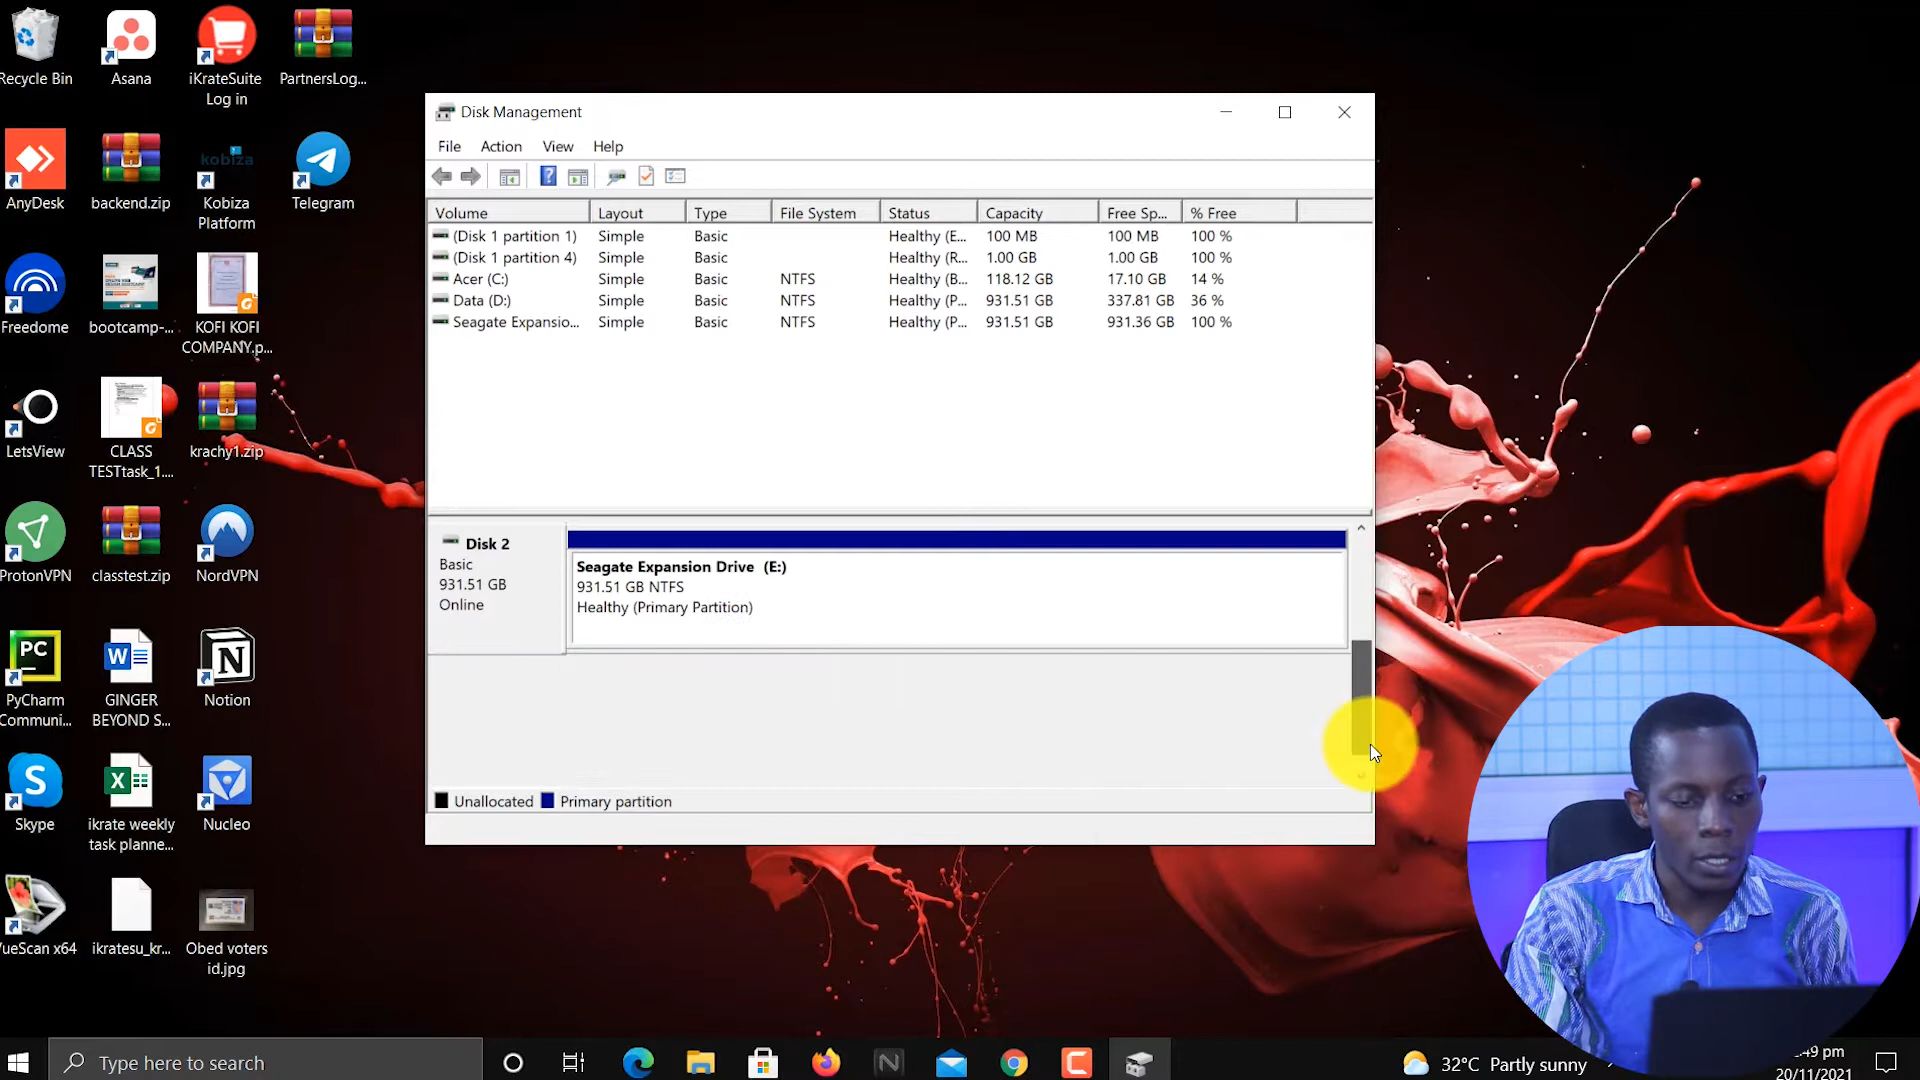 Recycle Bin
Asana
iKrateSuite
Log in
PartnersLog...
AnyDesk
backend.zip
kobiza
Kobiza
Platform
Telegram
Freedome
bootcamp-...
KOFI KOFI
COMPANY.p...
LetsView
CLASS
TESTtask_1....
krachy1.zip
ProtonVPN
classtest.zip
NordVPN
PC
PyCharm
Communi...
W
GINGER
BEYOND S...
N
Notion
S
Skype
X
ikrate weekly
task planne...
Nucleo
VueScan x64
ikratesu_kr...
Obed voters
id.jpg
Disk Management
File Action View Help
Volume Layout Type File System Status Capacity Free Sp... % Free
(Disk 1 partition 1) Simple Basic Healthy (E... 100 MB 100 MB 100 %
(Disk 1 partition 4) Simple Basic Healthy (R... 1.00 GB 1.00 GB 100 %
Acer (C:) Simple Basic NTFS Healthy (B... 118.12 GB 17.10 GB 14 %
Data (D:) Simple Basic NTFS Healthy (P... 931.51 GB 337.81 GB 36 %
Seagate Expansio... Simple Basic NTFS Healthy (P... 931.51 GB 931.36 GB 100 %
Disk 2
Basic
931.51 GB
Online
Seagate Expansion Drive (E:)
931.51 GB NTFS
Healthy (Primary Partition)
Unallocated Primary partition
Type here to search
32°C Partly sunny
:49 pm
20/11/2021